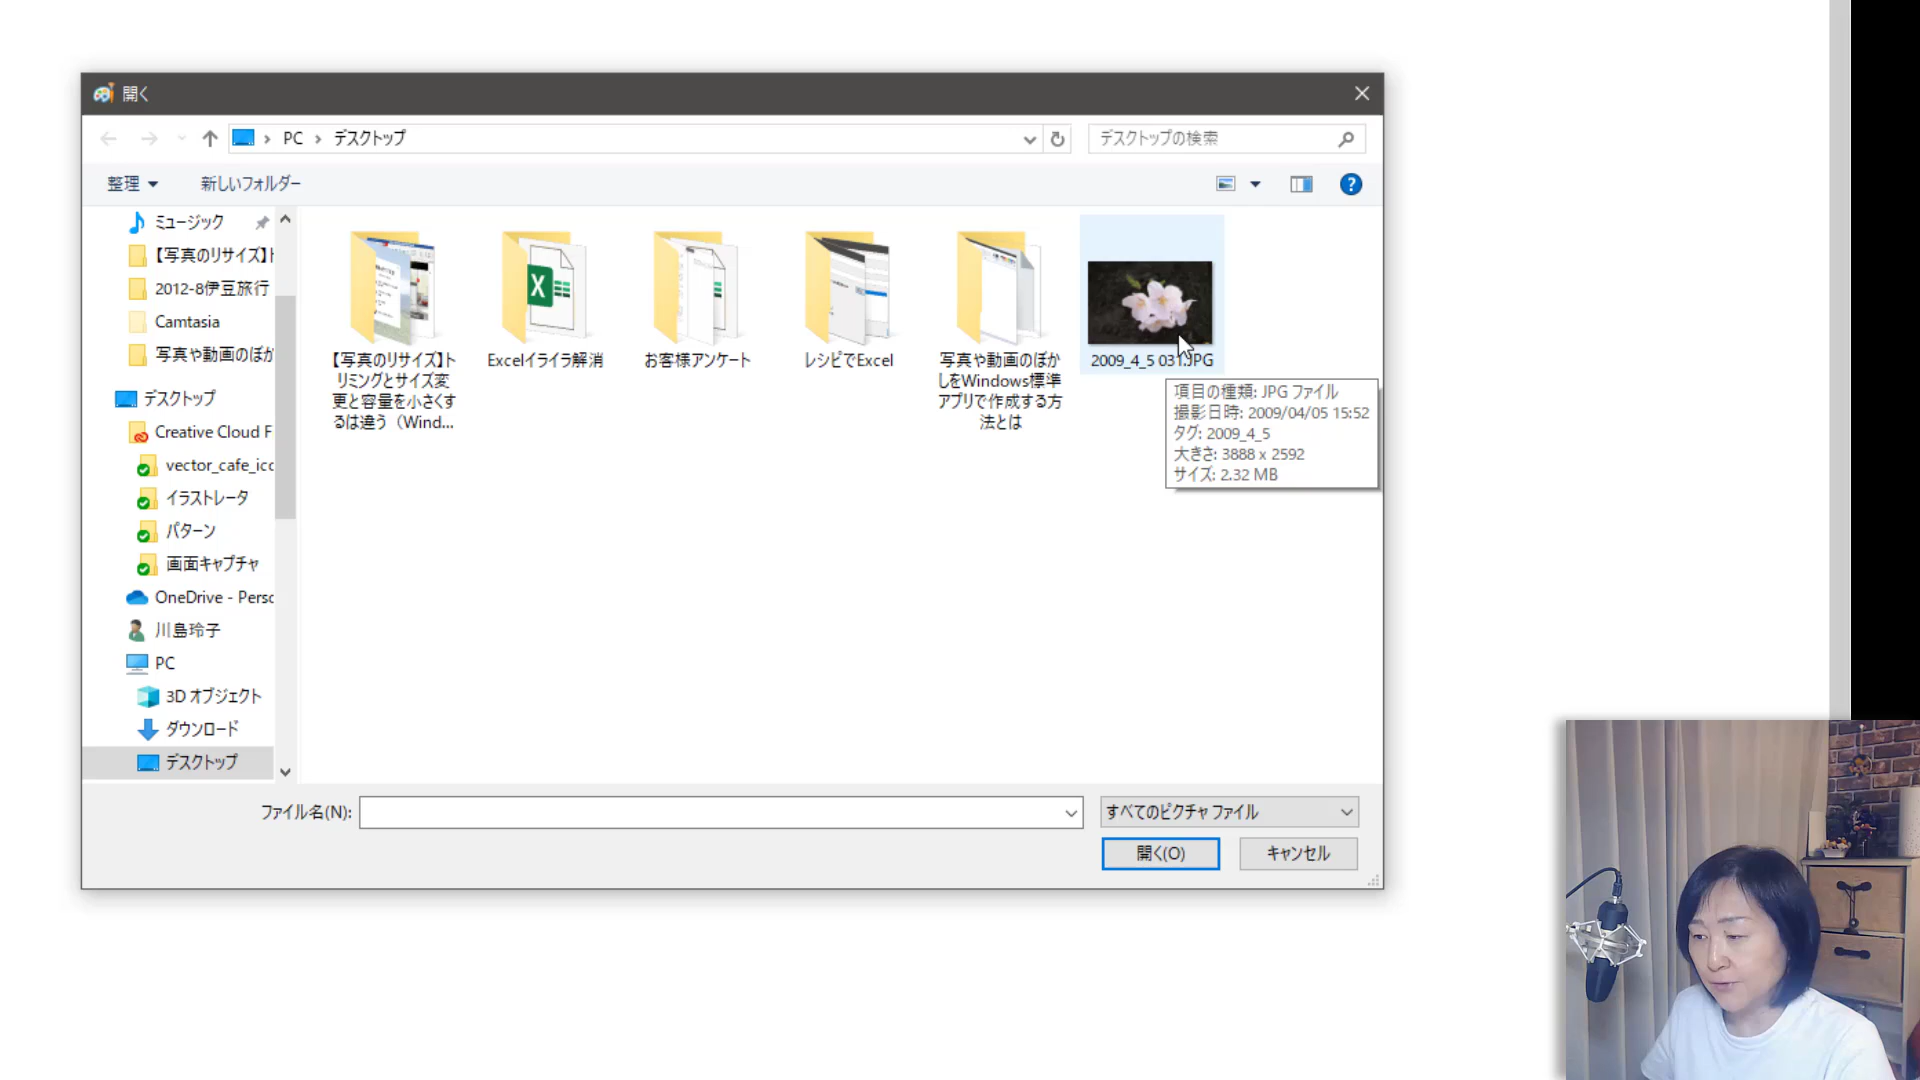 開く
PC › デスクトップ
デスクトップの検索
整理
新しいフォルダー
ミュージック
【写真のリサイズ】ト
2012-8伊豆旅行
Camtasia
写真や動画のぼか
デスクトップ
Creative Cloud F
vector_cafe_icc
イラストレータ
パターン
画面キャプチャ
OneDrive - Persc
川島玲子
PC
3D オブジェクト
ダウンロード
デスクトップ
【写真のリサイズ】ト
リミングとサイズ変
更と容量を小さくす
るは違う（Wind...
Excelイライラ解消
お客様アンケート
レシピでExcel
写真や動画のぼか
しをWindows標準
アプリで作成する方
法とは
2009_4_5 031.JPG
項目の種類: JPG ファイル
撮影日時: 2009/04/05 15:52
タグ: 2009_4_5
大きさ: 3888 x 2592
サイズ: 2.32 MB
ファイル名(N):
すべてのピクチャ ファイル
開く(O)
キャンセル